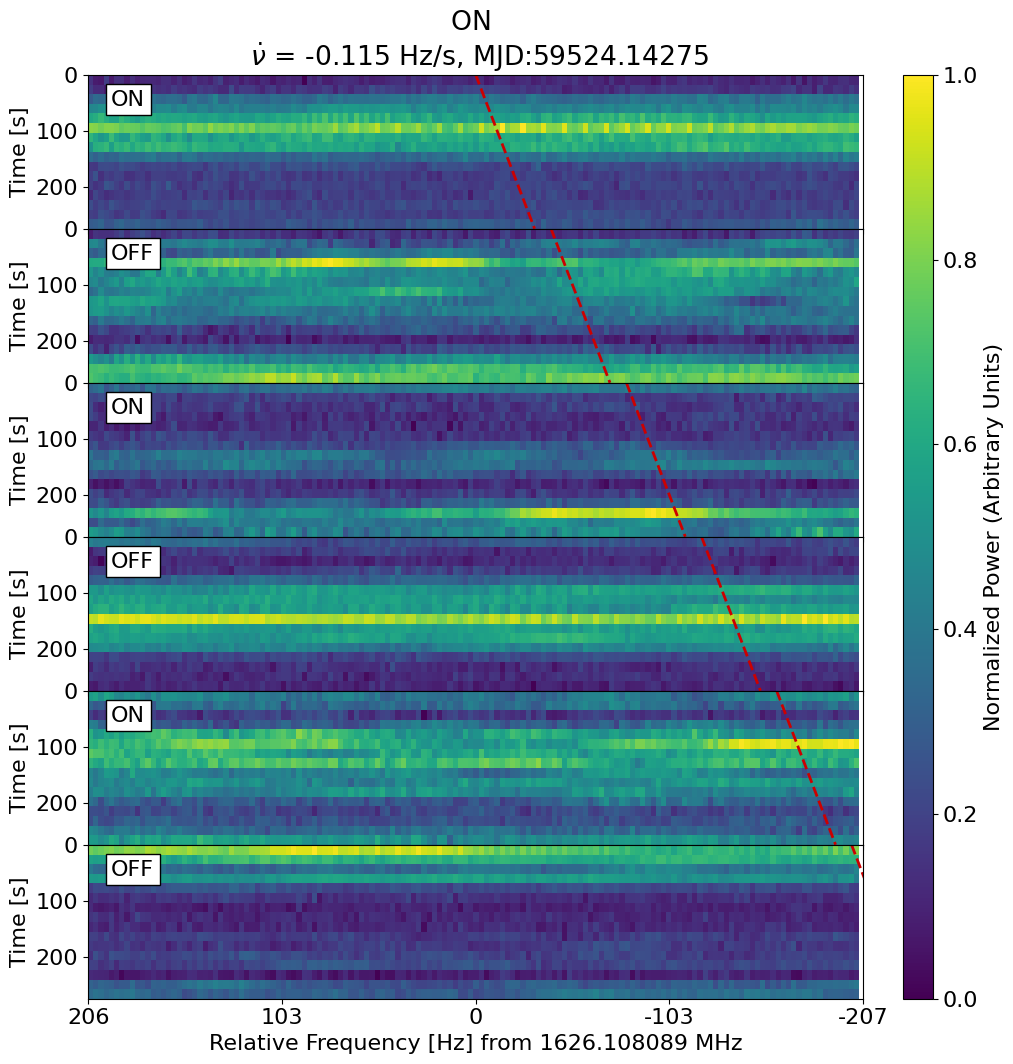 ON
ν̇ = -0.115 Hz/s, MJD:59524.14275
0
ON
100
200
Time [s]
0
OFF
100
200
Time [s]
0
ON
100
200
Time [s]
0
OFF
100
200
Time [s]
0
ON
100
200
Time [s]
0
OFF
100
200
Time [s]
206 103 0 -103 -207
Relative Frequency [Hz] from 1626.108089 MHz
1.0
0.8
0.6
0.4
0.2
0.0
Normalized Power (Arbitrary Units)